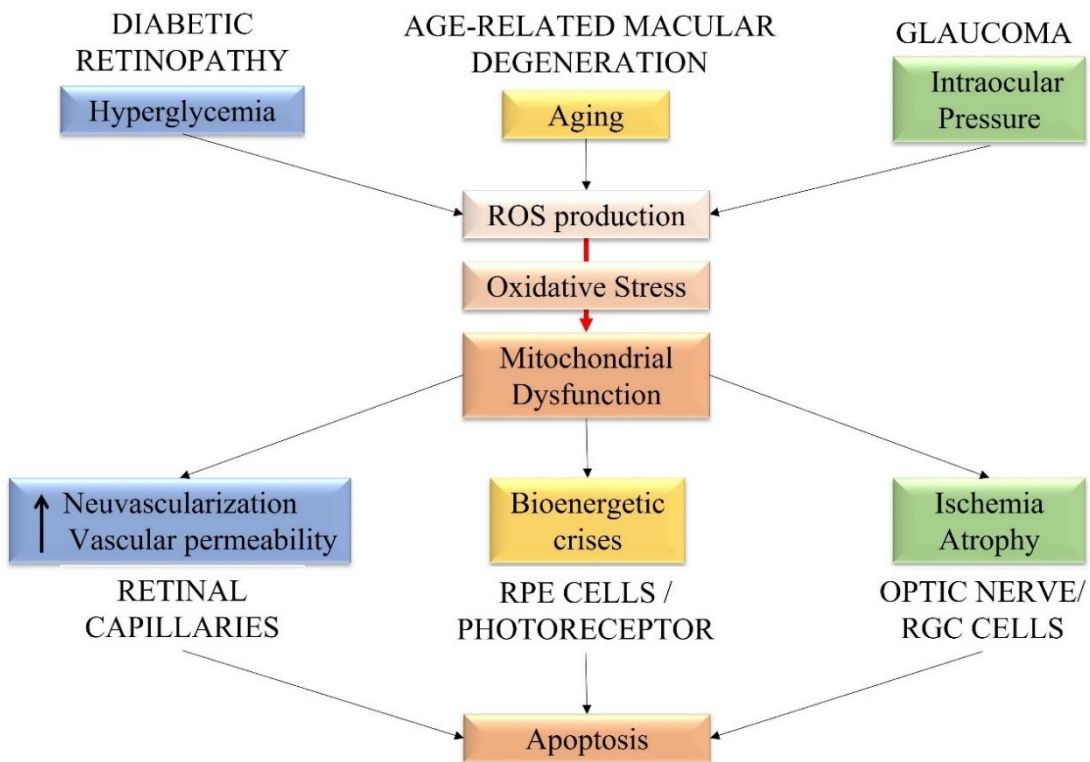 DIABETIC
RETINOPATHY
Hyperglycemia
AGE-RELATED MACULAR
DEGENERATION
Aging
GLAUCOMA
Intraocular
Pressure
ROS production
Oxidative Stress
Mitochondrial
Dysfunction
Neuvascularization
Vascular permeability
RETINAL
CAPILLARIES
Bioenergetic
crises
RPE CELLS /
PHOTORECEPTOR
Ischemia
Atrophy
OPTIC NERVE/
RGC CELLS
Apoptosis